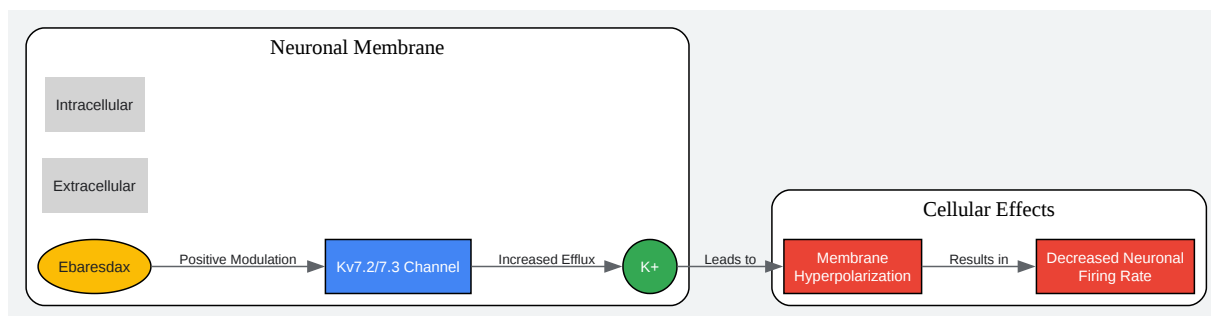 Neuronal Membrane
Intracellular
Extracellular
Ebaresdax
Positive Modulation
Kv7.2/7.3 Channel
Increased Efflux
K+
Leads to
Cellular Effects
Membrane
Hyperpolarization
Results in
Decreased Neuronal
Firing Rate